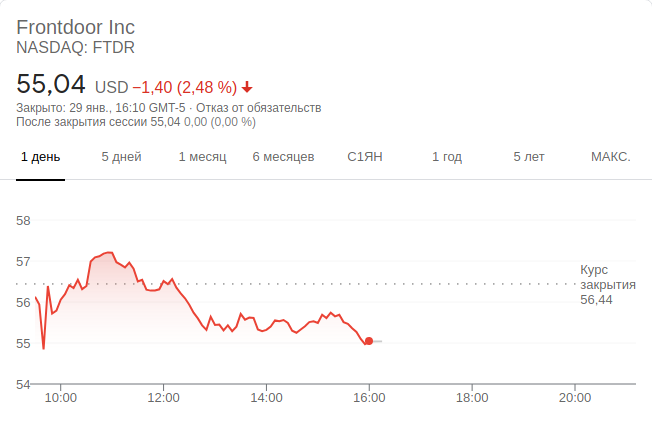 Frontdoor Inc
NASDAQ: FTDR
55,04 USD −1,40 (2,48 %)
Закрыто: 29 янв., 16:10 GMT-5 · Отказ от обязательств
После закрытия сессии 55,04 0,00 (0,00 %)
1 день 5 дней 1 месяц 6 месяцев С1ЯН 1 год 5 лет МАКС.
58
57
Курс
закрытия
56,44
56
55
54
10:00 12:00 14:00 16:00 18:00 20:00